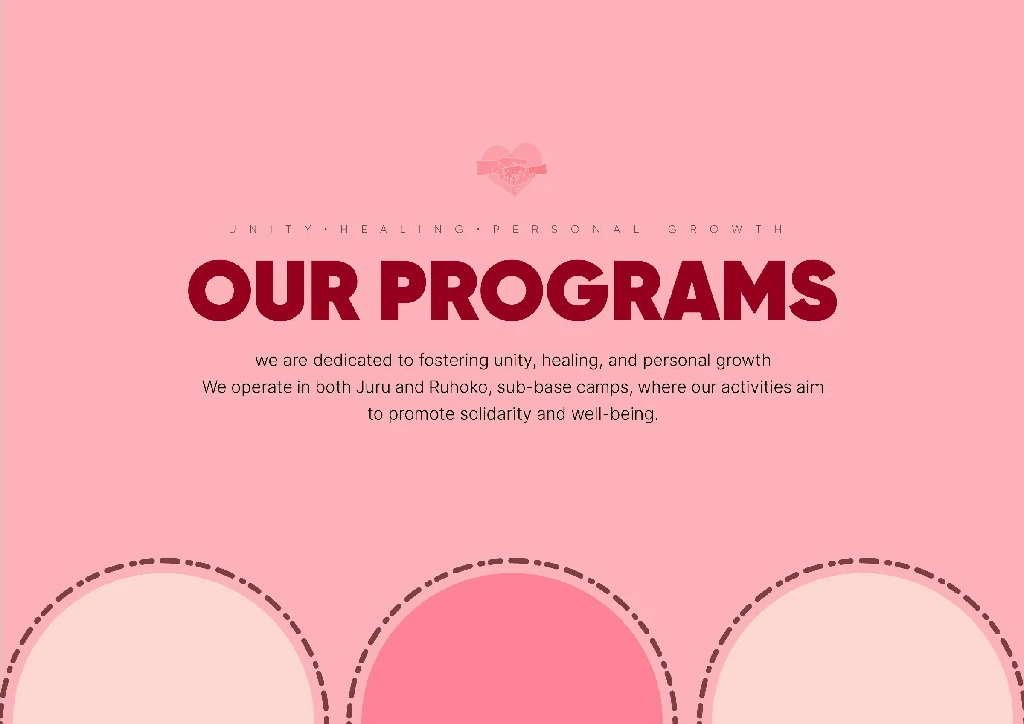 UNITY·HEALING·PERSONAL GROWTH
OUR PROGRAMS
we are dedicated to fostering unity, healing, and personal growth
We operate in both Juru and Ruhoko, sub-base camps, where our activities aim
to promote solidarity and well-being.